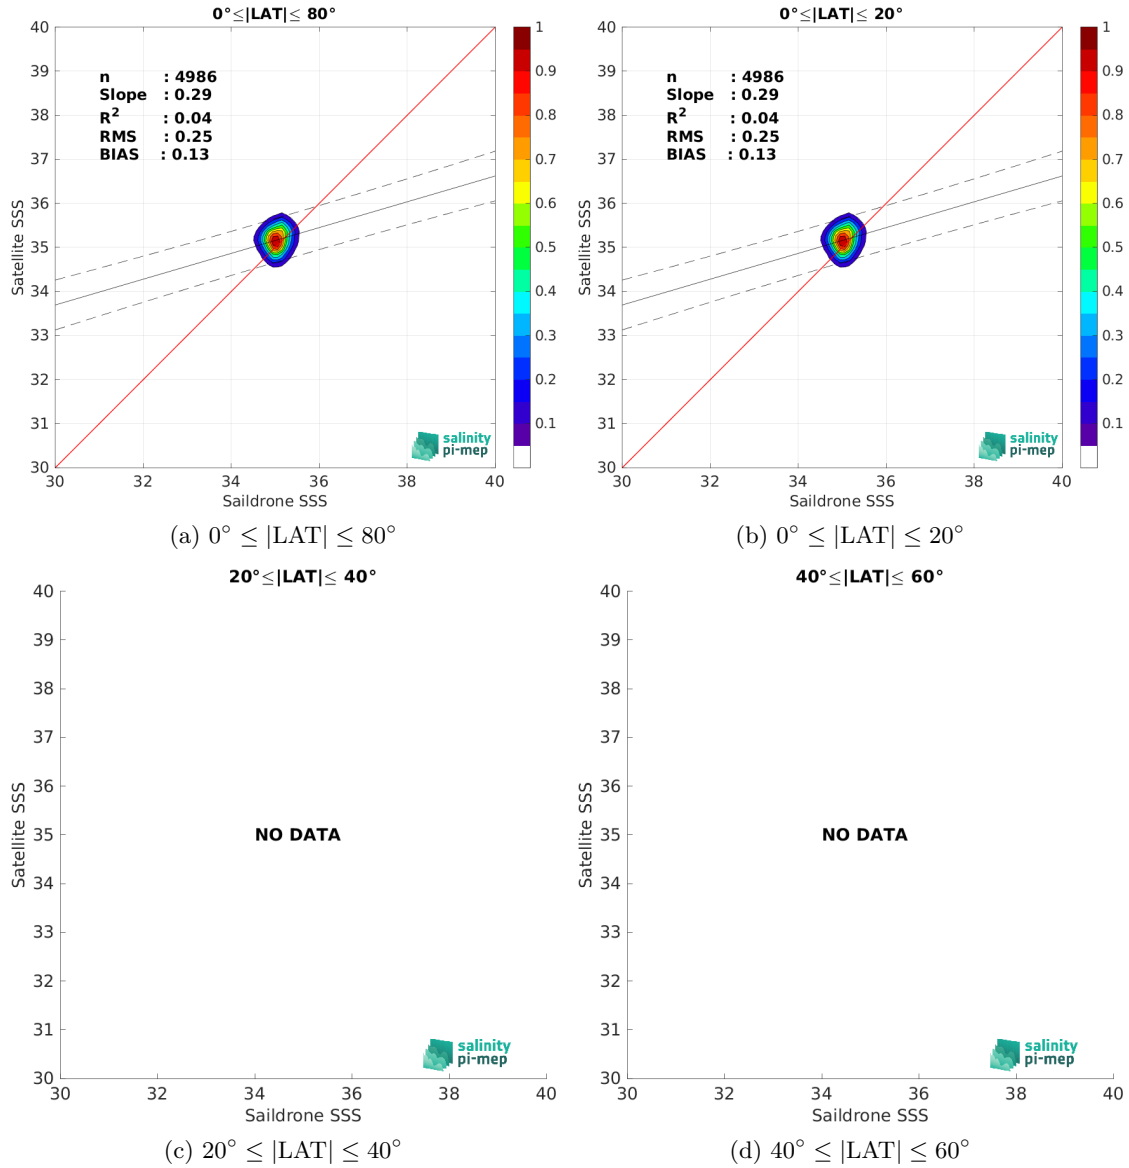 0°≤|LAT|≤ 80°
40
39
38
37
36
35
34
33
32
31
30
Satellite SSS
n : 4986
Slope : 0.29
R² : 0.04
RMS : 0.25
BIAS : 0.13
salinity
pi-mep
30 32 34 36 38 40
Saildrone SSS
1
0.9
0.8
0.7
0.6
0.5
0.4
0.3
0.2
0.1
(a) 0° ≤ |LAT| ≤ 80°
0°≤|LAT|≤ 20°
40
39
38
37
36
35
34
33
32
31
30
Satellite SSS
n : 4986
Slope : 0.29
R² : 0.04
RMS : 0.25
BIAS : 0.13
salinity
pi-mep
30 32 34 36 38 40
Saildrone SSS
1
0.9
0.8
0.7
0.6
0.5
0.4
0.3
0.2
0.1
(b) 0° ≤ |LAT| ≤ 20°
20°≤|LAT|≤ 40°
40
39
38
37
36
35
34
33
32
31
30
Satellite SSS
NO DATA
salinity
pi-mep
30 32 34 36 38 40
Saildrone SSS
(c) 20° ≤ |LAT| ≤ 40°
40°≤|LAT|≤ 60°
40
39
38
37
36
35
34
33
32
31
30
Satellite SSS
NO DATA
salinity
pi-mep
30 32 34 36 38 40
Saildrone SSS
(d) 40° ≤ |LAT| ≤ 60°